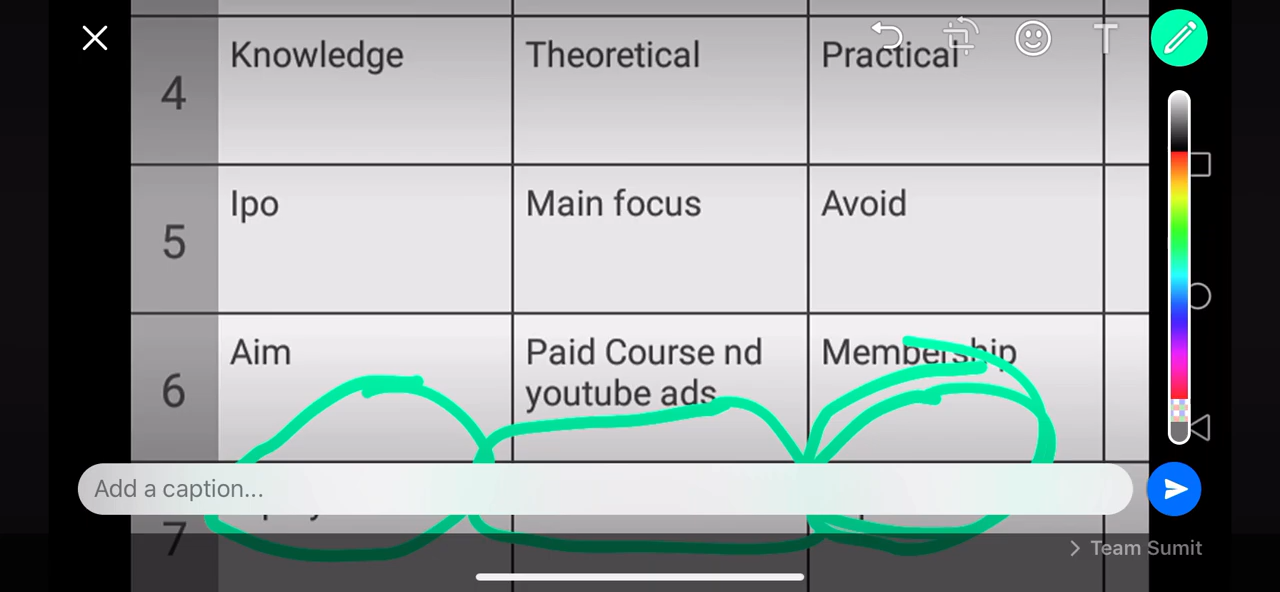 4 Knowledge Theoretical Practical
T
5 Ipo Main focus Avoid
6 Aim Paid Course nd youtube ads Membership
Add a caption...
7
Team Sumit